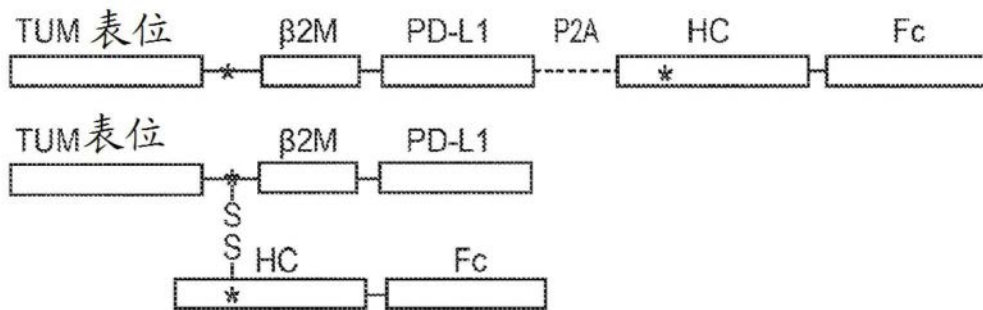 TUM 表位 β2M PD-L1 P2A HC Fc
* *
TUM表位 β2M PD-L1
*
S
S
HC Fc
*